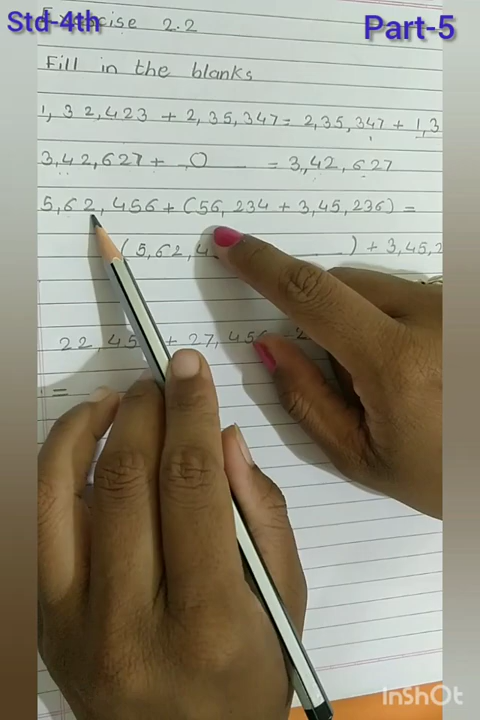 Std-4th
Part-5
Exercise 2.2
Fill in the blanks
1,32,423 + 2,35,347 = 2,35,347 + 1,3
3,42,627 + 0 = 3,42,627
5,62,456 + (56,234 + 3,45,236) =
(5,62,4 ) + 3,45,2
22,45 + 27,456
=
InShOt